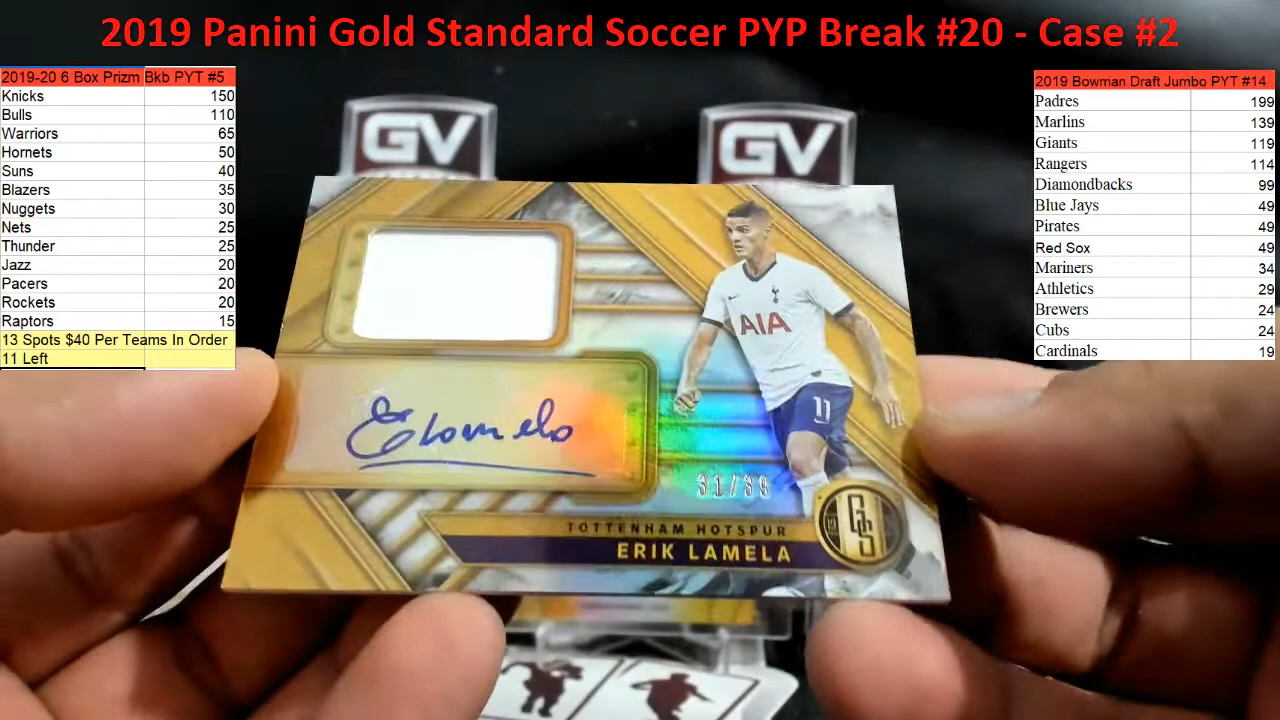 2019 Panini Gold Standard Soccer PYP Break #20 - Case #2
2019-20 6 Box Prizm Bkb PYT #5
Knicks 150
Bulls 110
Warriors 65
Hornets 50
Suns 40
Blazers 35
Nuggets 30
Nets 25
Thunder 25
Jazz 20
Pacers 20
Rockets 20
Raptors 15
13 Spots $40 Per Teams In Order
11 Left
2019 Bowman Draft Jumbo PYT #14
Padres 199
Marlins 139
Giants 119
Rangers 114
Diamondbacks 99
Blue Jays 49
Pirates 49
Red Sox 49
Mariners 34
Athletics 29
Brewers 24
Cubs 24
Cardinals 19
GV
GV
AIA
11
ELamela
31/39
TOTTENHAM HOTSPUR
ERIK LAMELA
GS